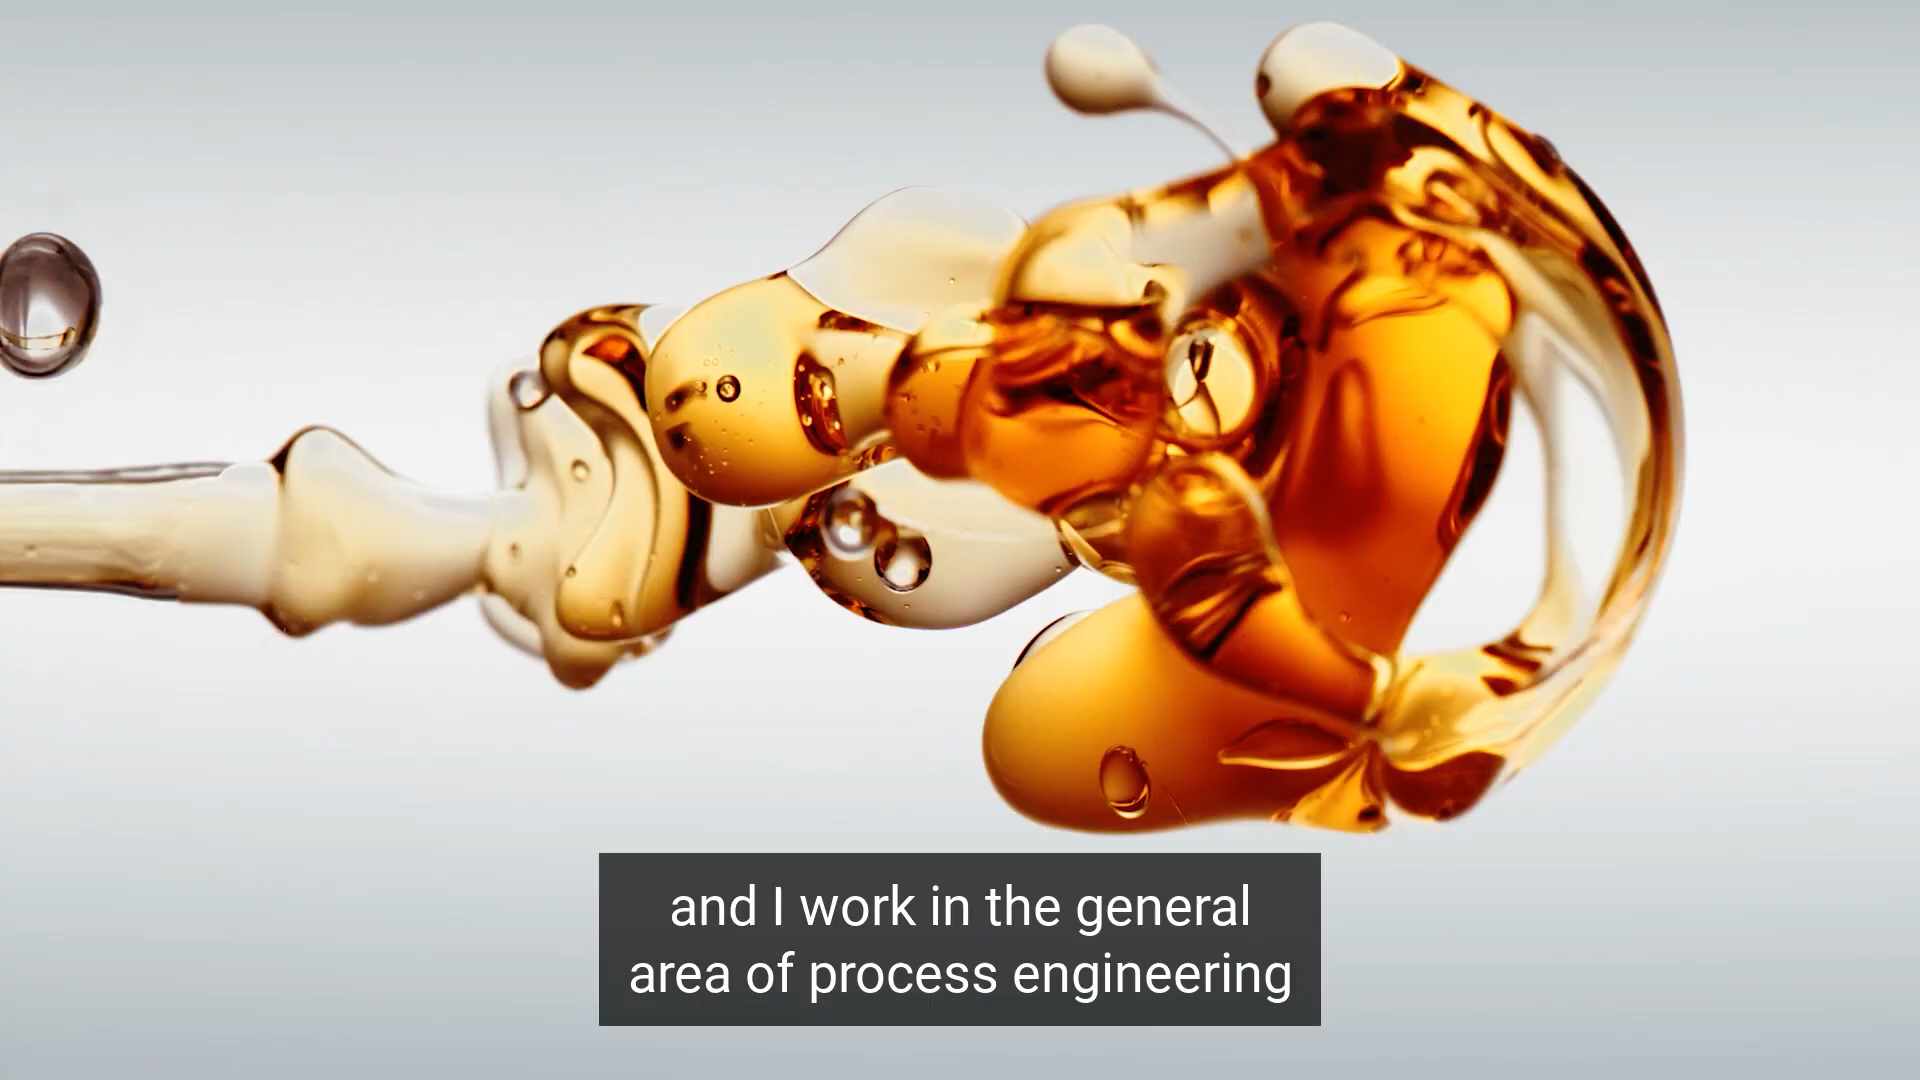 and I work in the general
area of process engineering